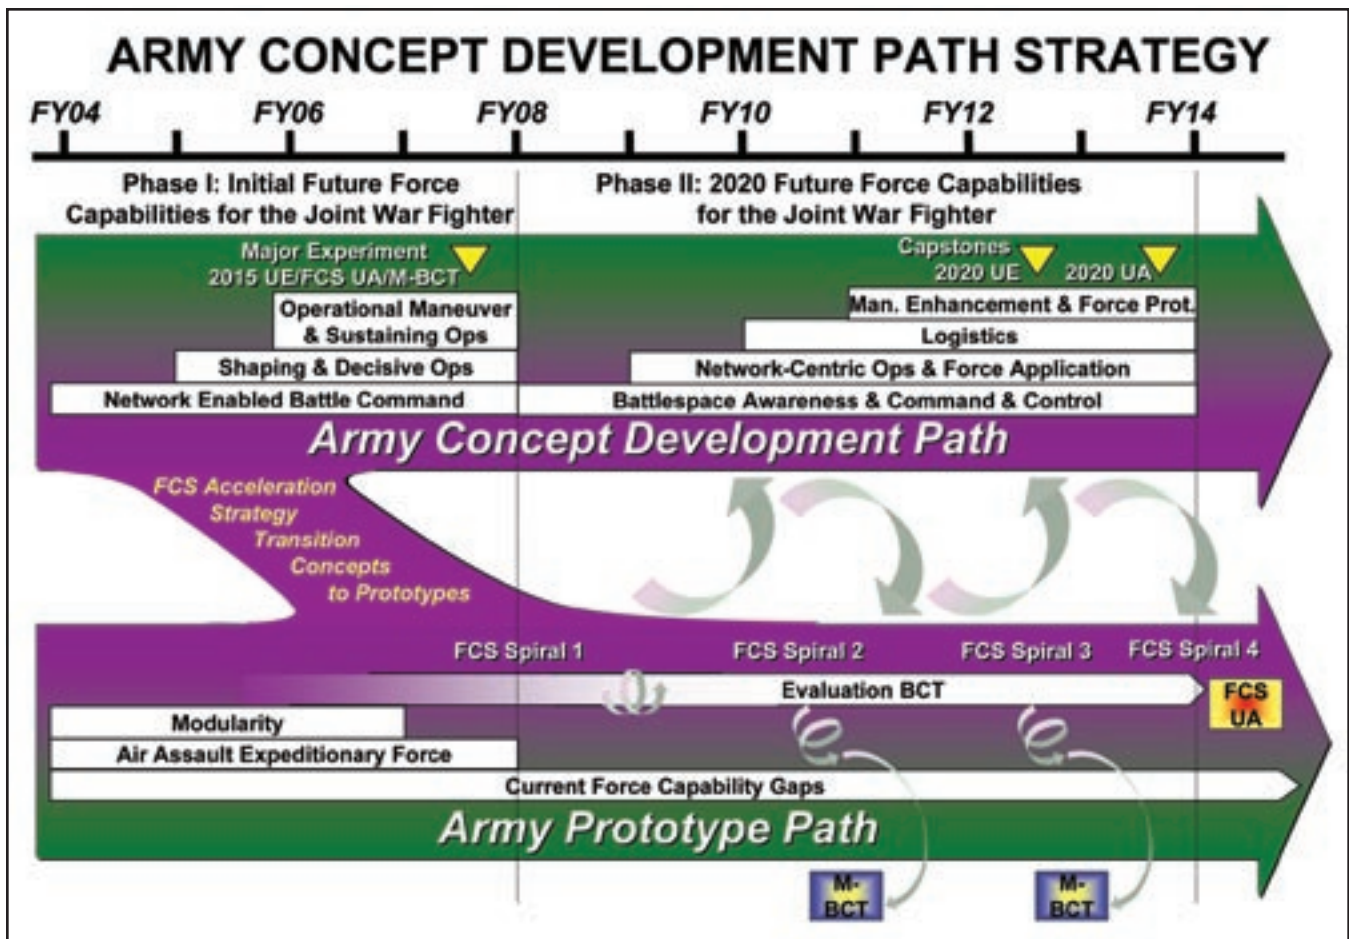 ARMY CONCEPT DEVELOPMENT PATH STRATEGY
FY04 FY06 FY08 FY10 FY12 FY14
Phase I: Initial Future Force
Capabilities for the Joint War Fighter
Phase II: 2020 Future Force Capabilities
for the Joint War Fighter
Major Experiment
2015 UE/FCS UA/M-BCT
Capstones
2020 UE
2020 UA
Operational Maneuver
& Sustaining Ops
Shaping & Decisive Ops
Network Enabled Battle Command
Man. Enhancement & Force Prot.
Logistics
Network-Centric Ops & Force Application
Battlespace Awareness & Command & Control
Army Concept Development Path
FCS Acceleration
Strategy
Transition
Concepts
to Prototypes
FCS Spiral 1
FCS Spiral 2
FCS Spiral 3
FCS Spiral 4
Evaluation BCT
FCS
UA
Modularity
Air Assault Expeditionary Force
Current Force Capability Gaps
Army Prototype Path
M-
BCT
M-
BCT